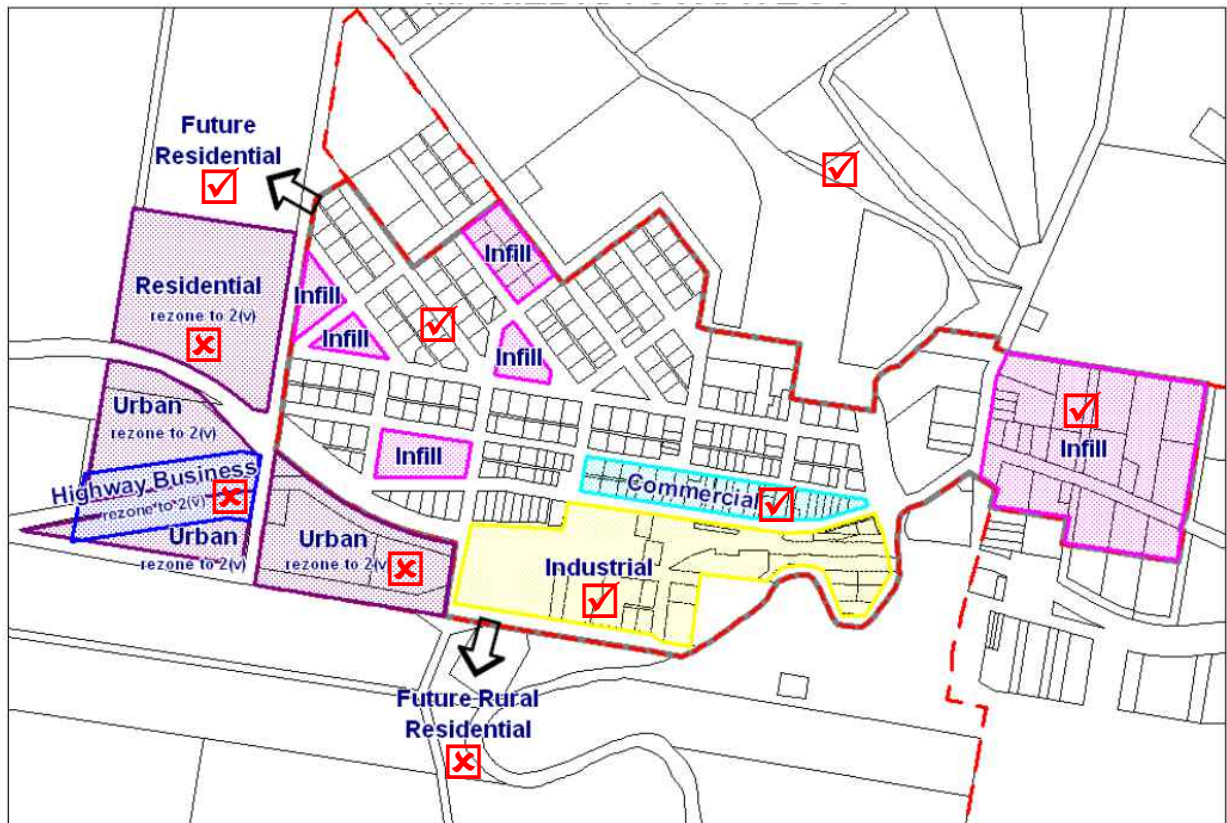 Future
Residential
Infill
Residential
rezone to 2(v)
Infill
Infill
Infill
Urban
rezone to 2(v)
Infill
Infill
Highway Business
rezone to 2(v)
Commercial
Urban
rezone to 2(v)
Urban
rezone to 2(v)
Industrial
Future Rural
Residential